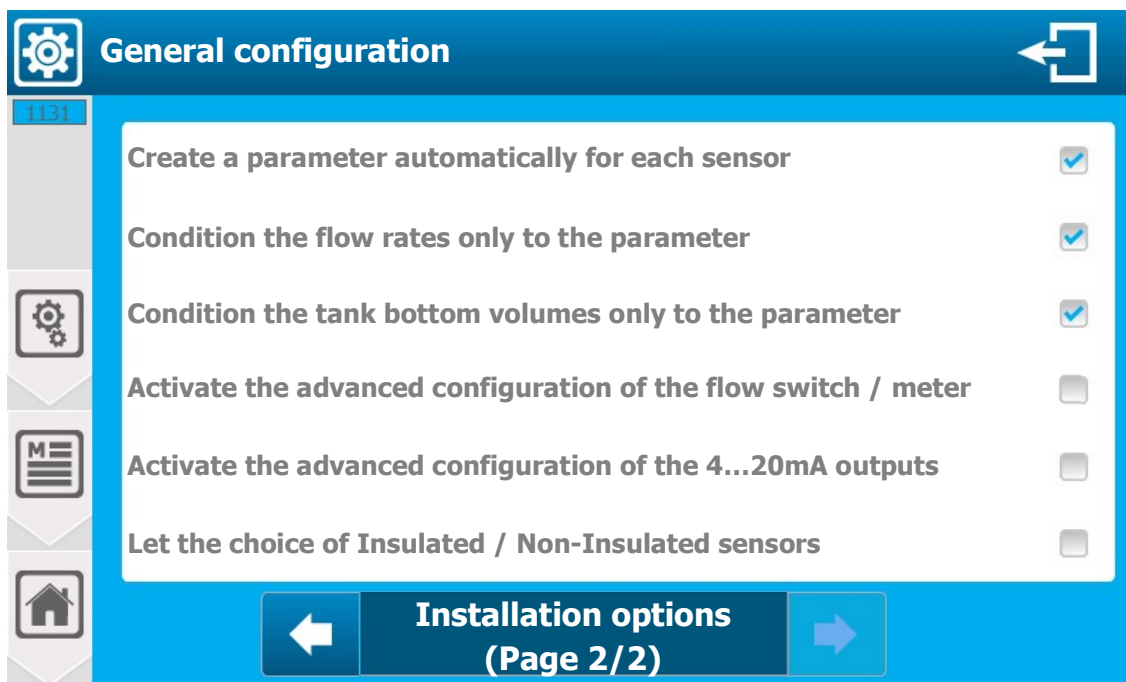 General configuration
1131
Create a parameter automatically for each sensor
Condition the flow rates only to the parameter
Condition the tank bottom volumes only to the parameter
Activate the advanced configuration of the flow switch / meter
M
Activate the advanced configuration of the 4...20mA outputs
Let the choice of Insulated / Non-Insulated sensors
Installation options
(Page 2/2)